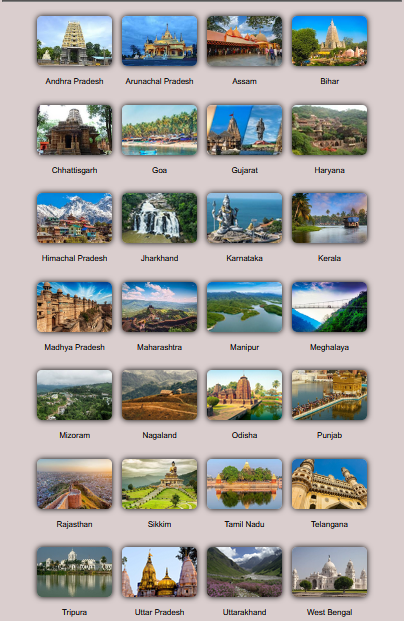 Andhra Pradesh Arunachal Pradesh Assam Bihar
Chhattisgarh Goa Gujarat Haryana
Himachal Pradesh Jharkhand Karnataka Kerala
Madhya Pradesh Maharashtra Manipur Meghalaya
Mizoram Nagaland Odisha Punjab
Rajasthan Sikkim Tamil Nadu Telangana
Tripura Uttar Pradesh Uttarakhand West Bengal